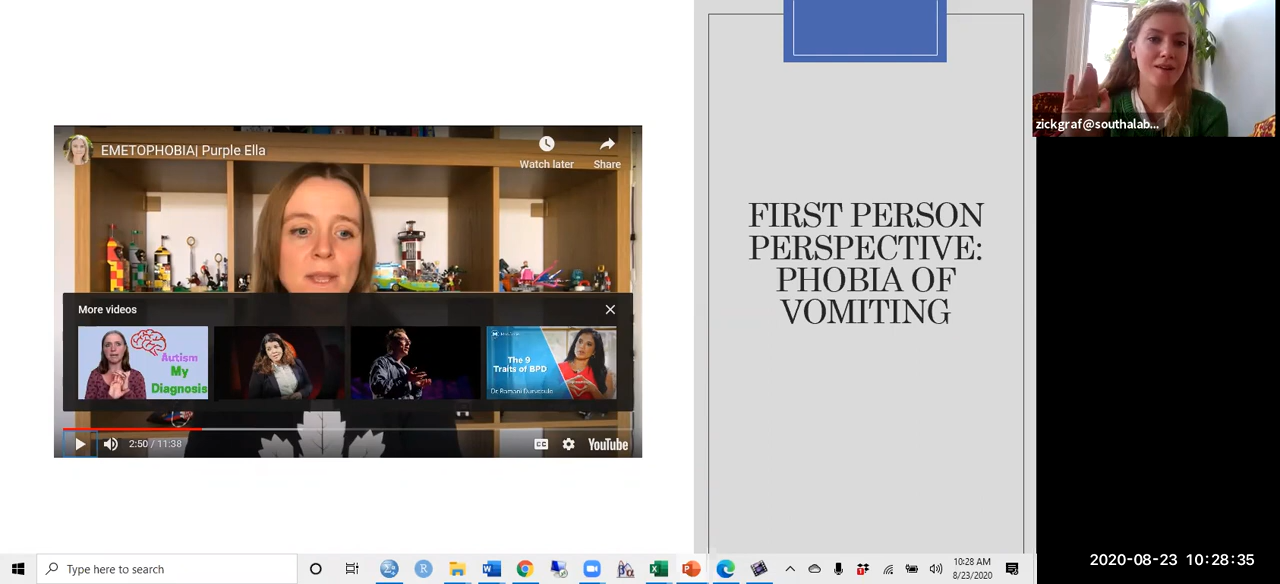 EMETOPHOBIA| Purple Ella
Watch later
Share
More videos
Autism
My
Diagnosis
The 9
Traits of BPD
2:50 / 11:38
CC
YouTube
FIRST PERSON
PERSPECTIVE:
PHOBIA OF
VOMITING
zickgraf@southalab...
Type here to search
10:28 AM
8/23/2020
2020-08-23 10:28:35